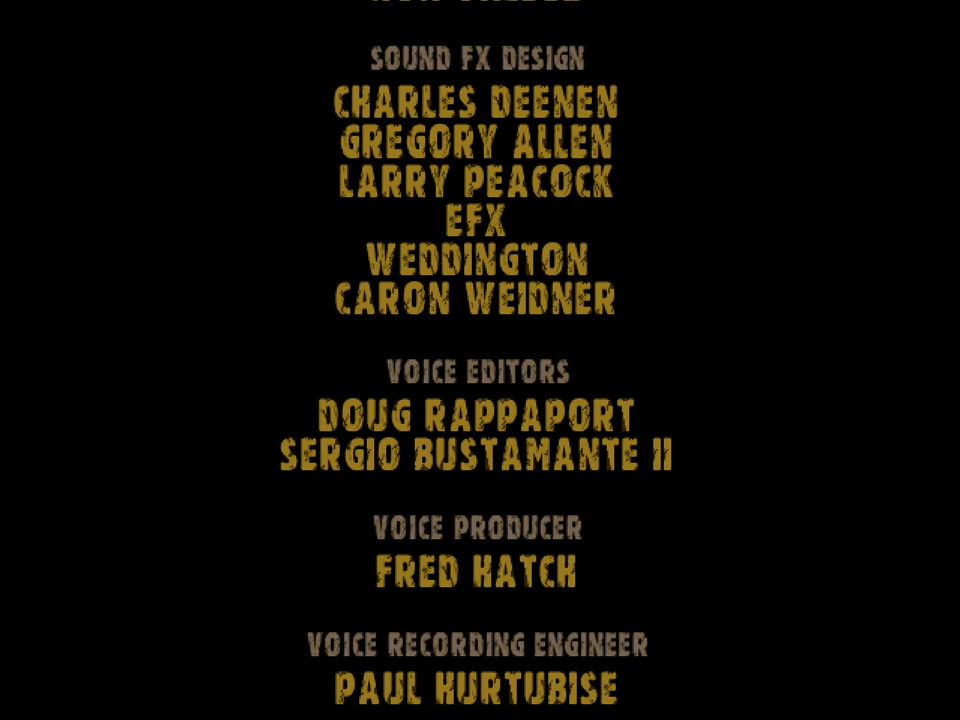 SOUND FX DESIGN
CHARLES DEENEN
GREGORY ALLEN
LARRY PEACOCK
EFX
WEDDINGTON
CARON WEIDNER
VOICE EDITORS
DOUG RAPPAPORT
SERGIO BUSTAMANTE II
VOICE PRODUCER
FRED HATCH
VOICE RECORDING ENGINEER
PAUL HURTUBISE